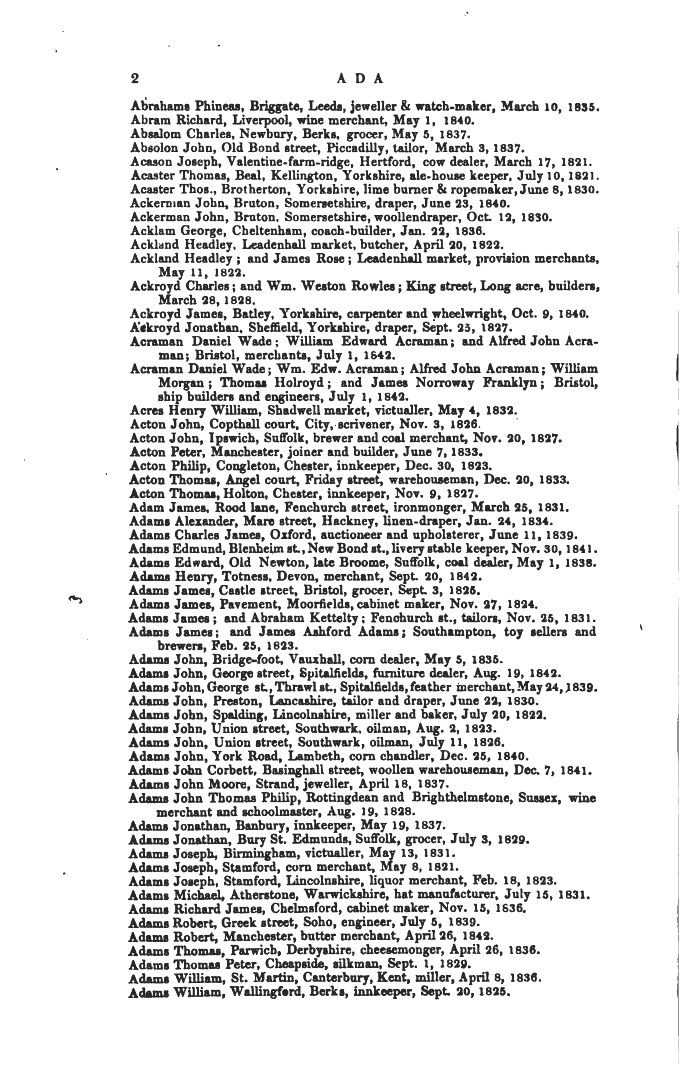 2 A D A
Abrahams Phineas, Briggate, Leeds, jeweller & watch-maker, March 10, 1835.
Abram Richard, Liverpool, wine merchant, May 1, 1840.
Absalom Charles, Newbury, Berks, grocer, May 5, 1837.
Absolon John, Old Bond street, Piccadilly, tailor, March 3, 1837.
Acason Joseph, Valentine-farm-ridge, Hertford, cow dealer, March 17, 1821.
Acaster Thomas, Beal, Kellington, Yorkshire, ale-house keeper, July 10, 1821.
Acaster Thos., Brotherton, Yorkshire, lime burner & ropemaker, June 8, 1830.
Ackerman John, Bruton, Somersetshire, draper, June 23, 1840.
Ackerman John, Bruton, Somersetshire, woollendraper, Oct. 12, 1830.
Acklam George, Cheltenham, coach-builder, Jan. 22, 1836.
Ackland Headley, Leadenhall market, butcher, April 20, 1822.
Ackland Headley; and James Rose; Leadenhall market, provision merchants,
May 11, 1822.
Ackroyd Charles; and Wm. Weston Rowles; King street, Long acre, builders,
March 28, 1828.
Ackroyd James, Batley, Yorkshire, carpenter and wheelwright, Oct. 9, 1840.
Ackroyd Jonathan, Sheffield, Yorkshire, draper, Sept. 25, 1827.
Acraman Daniel Wade; William Edward Acraman; and Alfred John Acra-
man; Bristol, merchants, July 1, 1842.
Acraman Daniel Wade; Wm. Edw. Acraman; Alfred John Acraman; William
Morgan; Thomas Holroyd; and James Norroway Franklyn; Bristol,
ship builders and engineers, July 1, 1842.
Acres Henry William, Shadwell market, victualler, May 4, 1832.
Acton John, Copthall court, City, scrivener, Nov. 3, 1826.
Acton John, Ipswich, Suffolk, brewer and coal merchant, Nov. 20, 1827.
Acton Peter, Manchester, joiner and builder, June 7, 1833.
Acton Philip, Congleton, Chester, innkeeper, Dec. 30, 1823.
Acton Thomas, Angel court, Friday street, warehouseman, Dec. 20, 1833.
Acton Thomas, Holton, Chester, innkeeper, Nov. 9, 1827.
Adam James, Rood lane, Fenchurch street, ironmonger, March 25, 1831.
Adams Alexander, Mare street, Hackney, linen-draper, Jan. 24, 1834.
Adams Charles James, Oxford, auctioneer and upholsterer, June 11, 1839.
Adams Edmund, Blenheim st., New Bond st., livery stable keeper, Nov. 30, 1841.
Adams Edward, Old Newton, late Broome, Suffolk, coal dealer, May 1, 1838.
Adams Henry, Totness, Devon, merchant, Sept. 20, 1842.
Adams James, Castle street, Bristol, grocer, Sept. 3, 1825.
Adams James, Pavement, Moorfields, cabinet maker, Nov. 27, 1824.
Adams James; and Abraham Kettelty; Fenchurch st., tailors, Nov. 25, 1831.
Adams James; and James Ashford Adams; Southampton, toy sellers and
brewers, Feb. 25, 1823.
Adams John, Bridge-foot, Vauxhall, corn dealer, May 5, 1835.
Adams John, George street, Spitalfields, furniture dealer, Aug. 19, 1842.
Adams John, George st., Thrawl st., Spitalfields, feather merchant, May 24, 1839.
Adams John, Preston, Lancashire, tailor and draper, June 22, 1830.
Adams John, Spalding, Lincolnshire, miller and baker, July 20, 1822.
Adams John, Union street, Southwark, oilman, Aug. 2, 1823.
Adams John, Union street, Southwark, oilman, July 11, 1826.
Adams John, York Road, Lambeth, corn chandler, Dec. 25, 1840.
Adams John Corbett, Basinghall street, woollen warehouseman, Dec. 7, 1841.
Adams John Moore, Strand, jeweller, April 18, 1837.
Adams John Thomas Philip, Rottingdean and Brighthelmstone, Sussex, wine
merchant and schoolmaster, Aug. 19, 1828.
Adams Jonathan, Banbury, innkeeper, May 19, 1837.
Adams Jonathan, Bury St. Edmunds, Suffolk, grocer, July 3, 1829.
Adams Joseph, Birmingham, victualler, May 13, 1831.
Adams Joseph, Stamford, corn merchant, May 8, 1821.
Adams Joseph, Stamford, Lincolnshire, liquor merchant, Feb. 18, 1823.
Adams Michael, Atherstone, Warwickshire, hat manufacturer, July 15, 1831.
Adams Richard James, Chelmsford, cabinet maker, Nov. 15, 1836.
Adams Robert, Greek street, Soho, engineer, July 5, 1839.
Adams Robert, Manchester, butter merchant, April 26, 1842.
Adams Thomas, Parwich, Derbyshire, cheesemonger, April 26, 1836.
Adams Thomas Peter, Cheapside, silkman, Sept. 1, 1829.
Adams William, St. Martin, Canterbury, Kent, miller, April 8, 1836.
Adams William, Wallingford, Berks, innkeeper, Sept. 20, 1825.